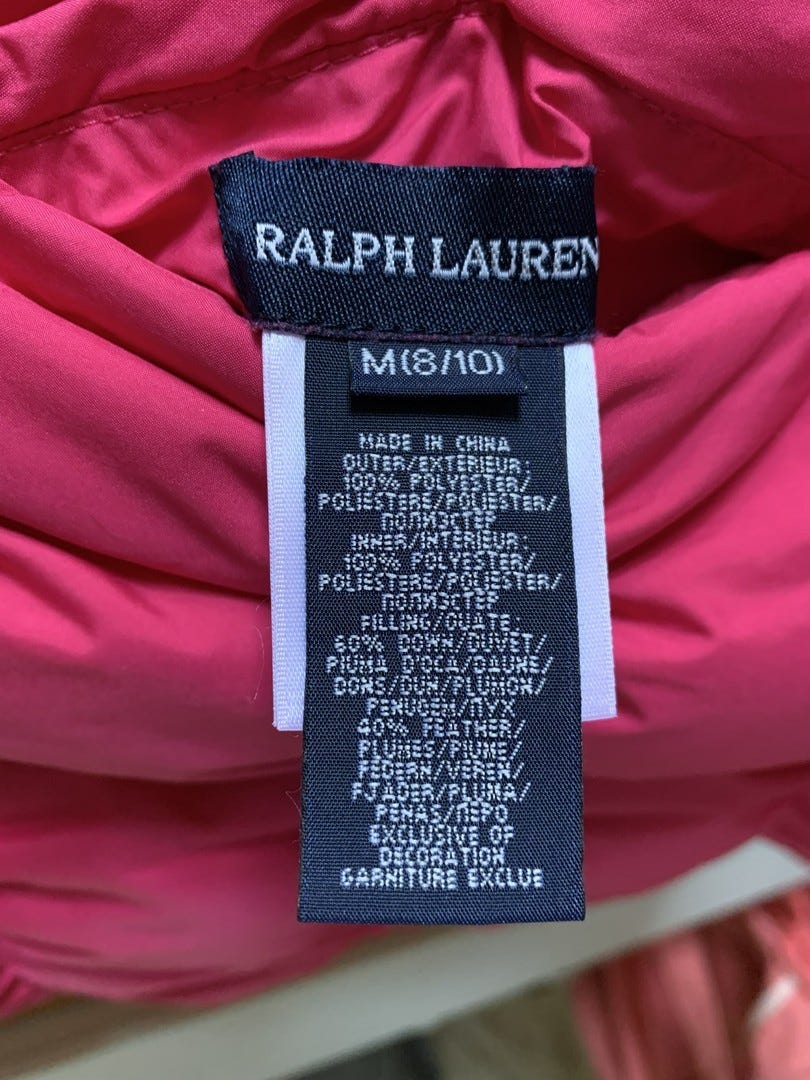 RALPH LAUREN
M(8/10)
MADE IN CHINA
OUTER/EXTERIEUR:
100% POLYESTER/
POLIESTERE/POLIESTER/
ПОЛИЭСТЕР
INNER/INTERIEUR:
100% POLYESTER/
POLIESTERE/POLIESTER/
ПОЛИЭСТЕР
FILLING/OUATE
60% DOWN/DUVET/
PIUMA D'OCA/DAUNE/
DONS/DUN/PLUMON/
PENUGEM/ПУХ
40% FEATHER/
PLUMES/PIUME/
FEDERN/VEREN/
FJADER/PLUMA/
PENAS/ПЕРО
EXCLUSIVE OF
DECORATION
GARNITURE EXCLUE